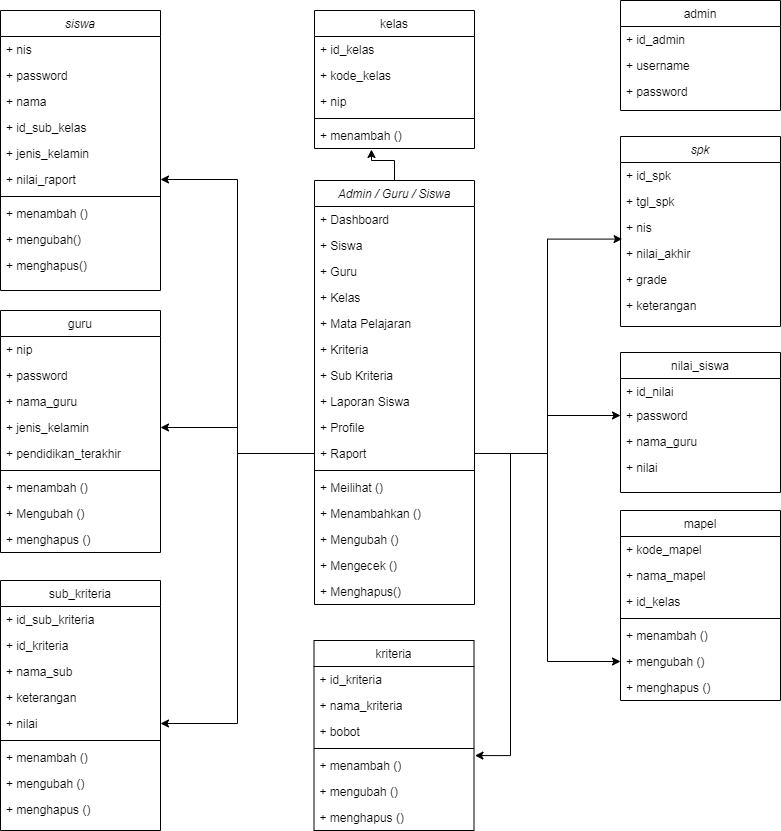 siswa
+ nis
+ password
+ nama
+ id_sub_kelas
+ jenis_kelamin
+ nilai_raport
+ menambah ()
+ mengubah()
+ menghapus()
guru
+ nip
+ password
+ nama_guru
+ jenis_kelamin
+ pendidikan_terakhir
+ menambah ()
+ Mengubah ()
+ menghapus ()
sub_kriteria
+ id_sub_kriteria
+ id_kriteria
+ nama_sub
+ keterangan
+ nilai
+ menambah ()
+ mengubah ()
+ menghapus ()
kelas
+ id_kelas
+ kode_kelas
+ nip
+ menambah ()
Admin / Guru / Siswa
+ Dashboard
+ Siswa
+ Guru
+ Kelas
+ Mata Pelajaran
+ Kriteria
+ Sub Kriteria
+ Laporan Siswa
+ Profile
+ Raport
+ Meilihat ()
+ Menambahkan ()
+ Mengubah ()
+ Mengecek ()
+ Menghapus()
kriteria
+ id_kriteria
+ nama_kriteria
+ bobot
+ menambah ()
+ mengubah ()
+ menghapus ()
admin
+ id_admin
+ username
+ password
spk
+ id_spk
+ tgl_spk
+ nis
+ nilai_akhir
+ grade
+ keterangan
nilai_siswa
+ id_nilai
+ password
+ nama_guru
+ nilai
mapel
+ kode_mapel
+ nama_mapel
+ id_kelas
+ menambah ()
+ mengubah ()
+ menghapus ()